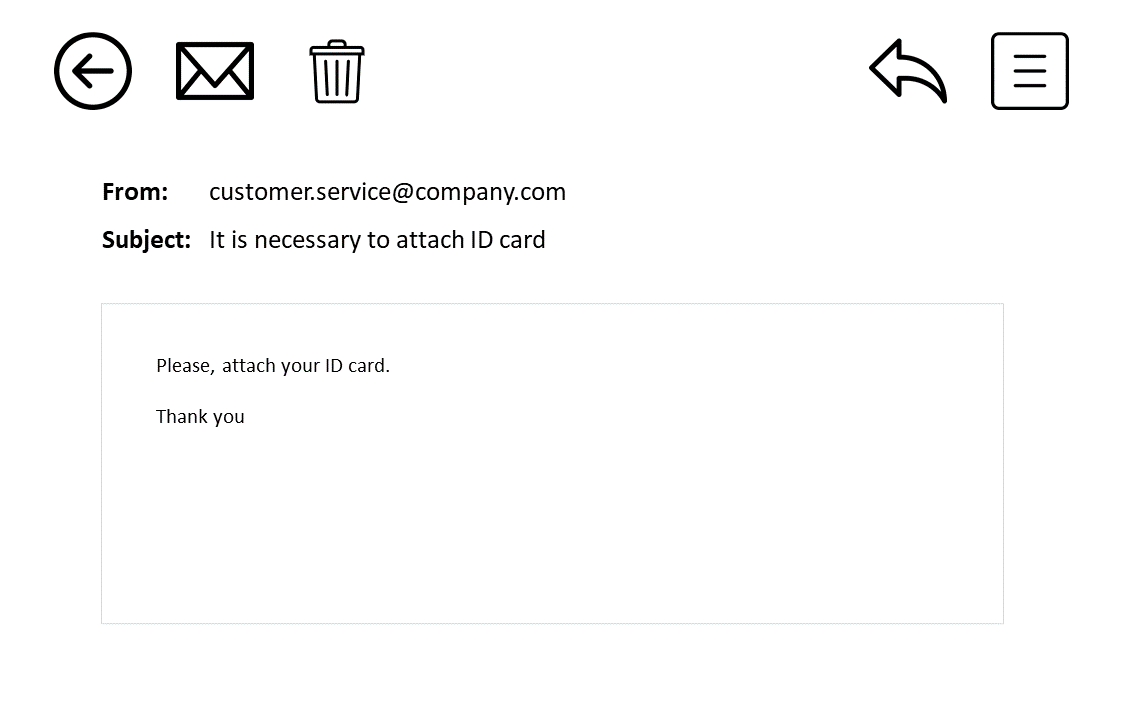 From: customer.service@company.com
Subject: It is necessary to attach ID card
Please, attach your ID card.
Thank you